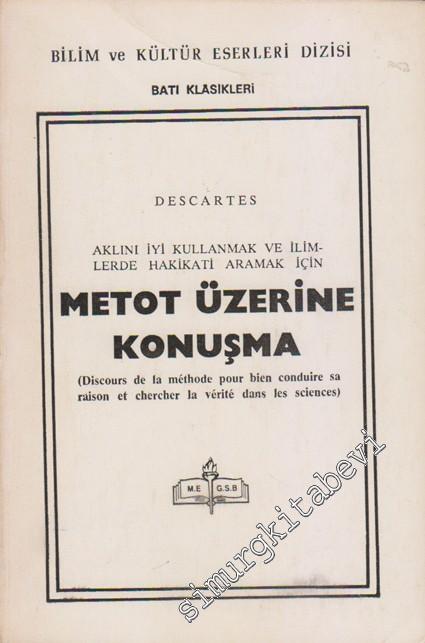 BİLİM ve KÜLTÜR ESERLERİ DİZİSİ
BATI KLÂSİKLERİ
DESCARTES
AKLINI İYİ KULLANMAK VE İLİM-
LERDE HAKİKATİ ARAMAK İÇİN
METOT ÜZERİNE
KONUŞMA
(Discours de la méthode pour bien conduire sa
raison et chercher la vérité dans les sciences)
M.E G.S.B
simurgkitabevi